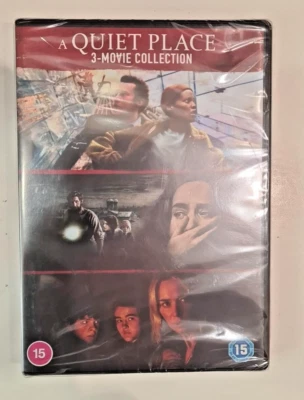 A QUIET PLACE
3-MOVIE COLLECTION
15
15